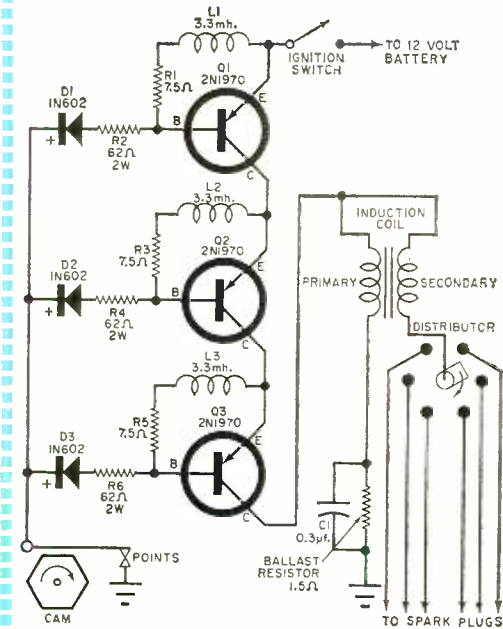 L1
3.3mh.
IGNITION
SWITCH
TO 12 VOLT
BATTERY
R1
7.5Ω
Q1
2N1970
E
D1
IN602
+
R2
62Ω
2W
B
C
L2
3.3mh.
R3
7.5Ω
Q2
2N1970
E
D2
IN602
+
R4
62Ω
2W
B
C
L3
3.3mh.
R5
7.5Ω
Q3
2N1970
E
D3
IN602
+
R6
62Ω
2W
B
C
INDUCTION
COIL
PRIMARY
SECONDARY
DISTRIBUTOR
C1
0.3µf.
BALLAST
RESISTOR
1.5Ω
POINTS
CAM
TO SPARK PLUGS